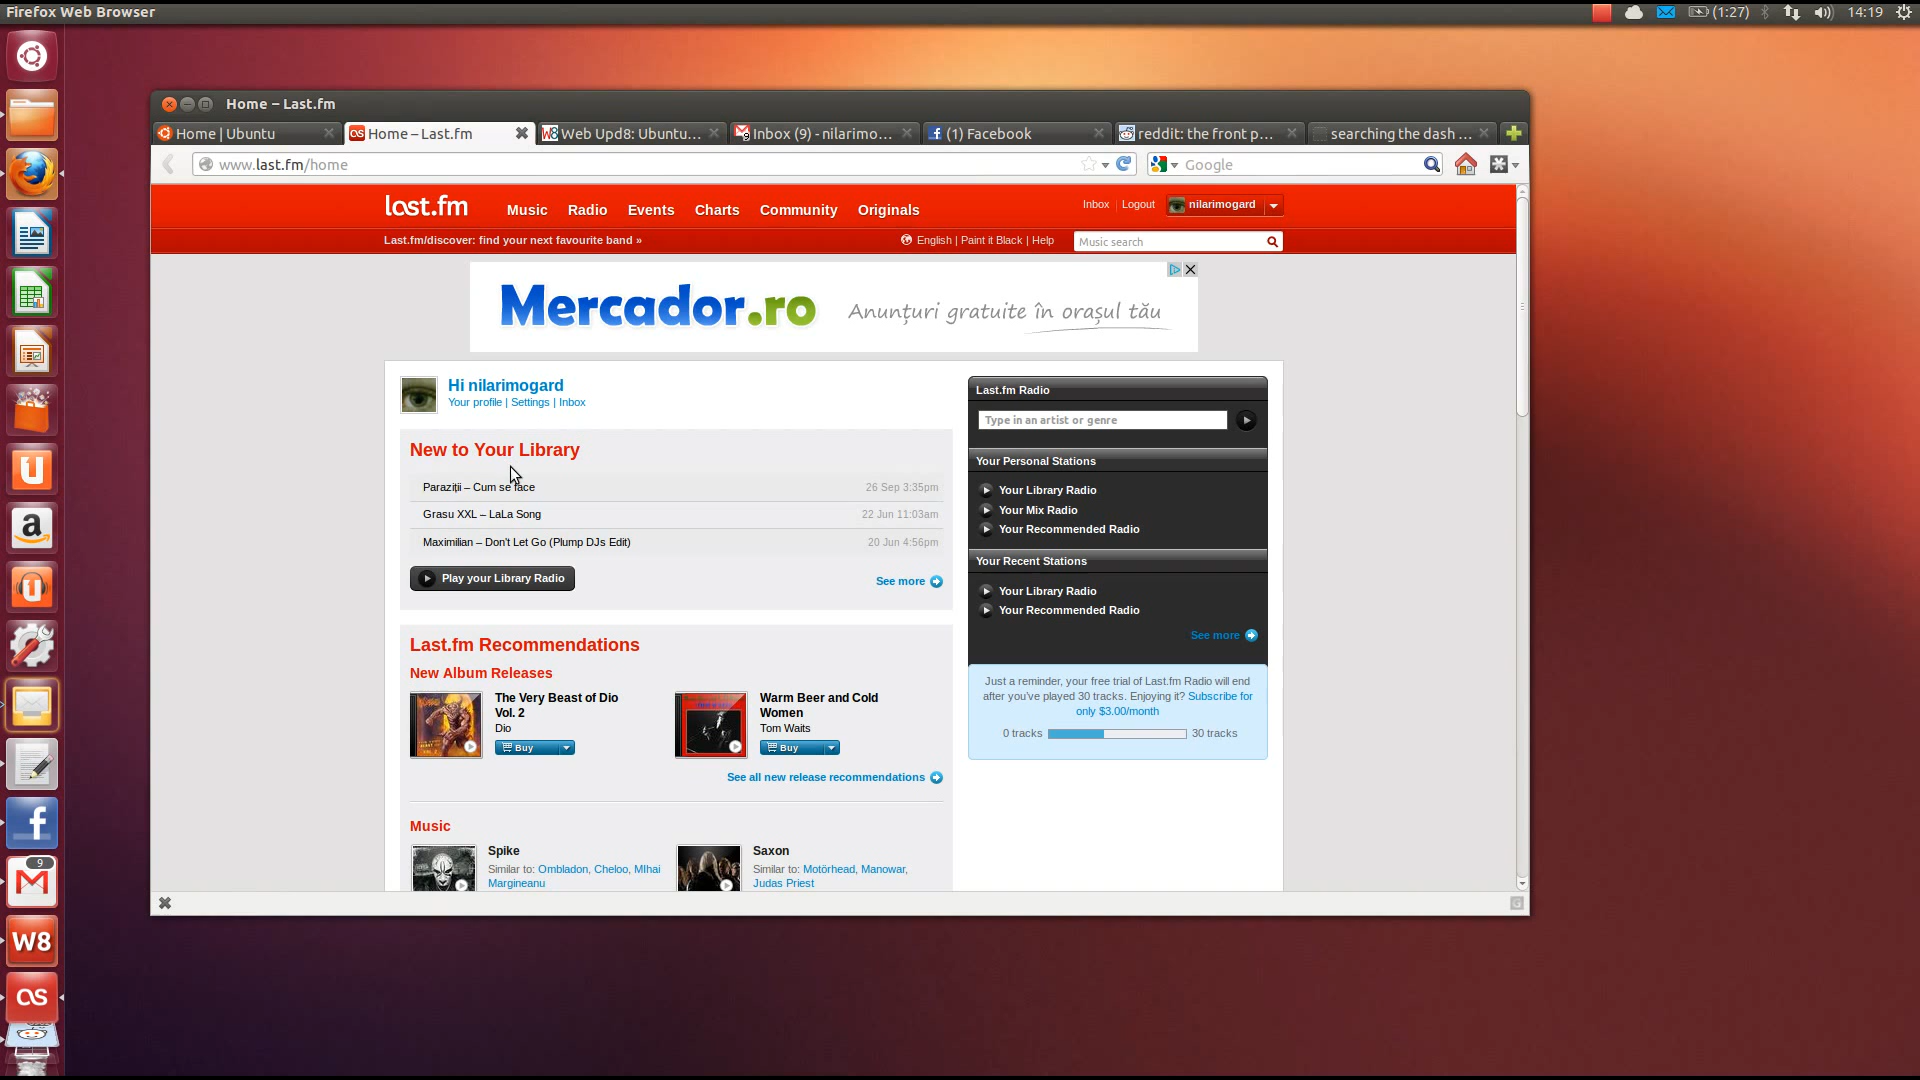 Firefox Web Browser
(1:27)
14:19
Home – Last.fm
Home | Ubuntu
Home – Last.fm
Web Upd8: Ubuntu...
Inbox (9) - nilarimo...
(1) Facebook
reddit: the front p...
searching the dash ...
www.last.fm/home
Google
last.fm
Music
Radio
Events
Charts
Community
Originals
Inbox
Logout
nilarimogard
Last.fm/discover: find your next favourite band »
English | Paint it Black | Help
Music search
Mercador.ro
Anunțuri gratuite în orașul tău
Hi nilarimogard
Your profile | Settings | Inbox
New to Your Library
Paraziții – Cum se face
26 Sep 3:35pm
Grasu XXL – LaLa Song
22 Jun 11:03am
Maximilian – Don't Let Go (Plump DJs Edit)
20 Jun 4:56pm
Play your Library Radio
See more
Last.fm Recommendations
New Album Releases
The Very Beast of Dio
Vol. 2
Dio
Buy
Warm Beer and Cold
Women
Tom Waits
Buy
See all new release recommendations
Music
Spike
Similar to: Ombladon, Cheloo, MIhai
Margineanu
Saxon
Similar to: Motörhead, Manowar,
Judas Priest
Last.fm Radio
Type in an artist or genre
Your Personal Stations
Your Library Radio
Your Mix Radio
Your Recommended Radio
Your Recent Stations
Your Library Radio
Your Recommended Radio
See more
Just a reminder, your free trial of Last.fm Radio will end
after you've played 30 tracks. Enjoying it? Subscribe for
only $3.00/month
0 tracks
30 tracks
9
W8